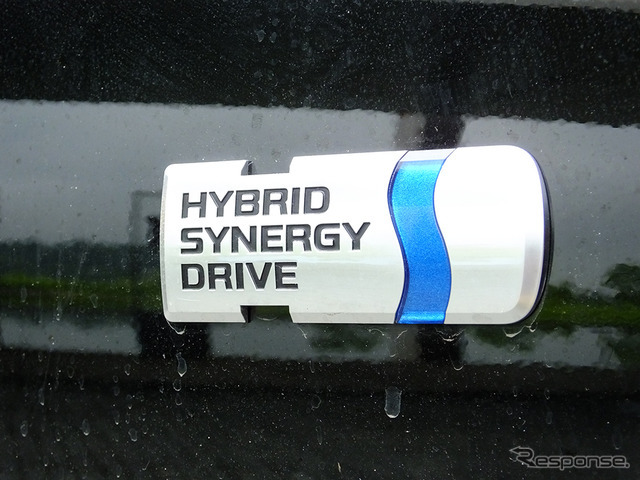 HYBRID
SYNERGY
DRIVE
Response.